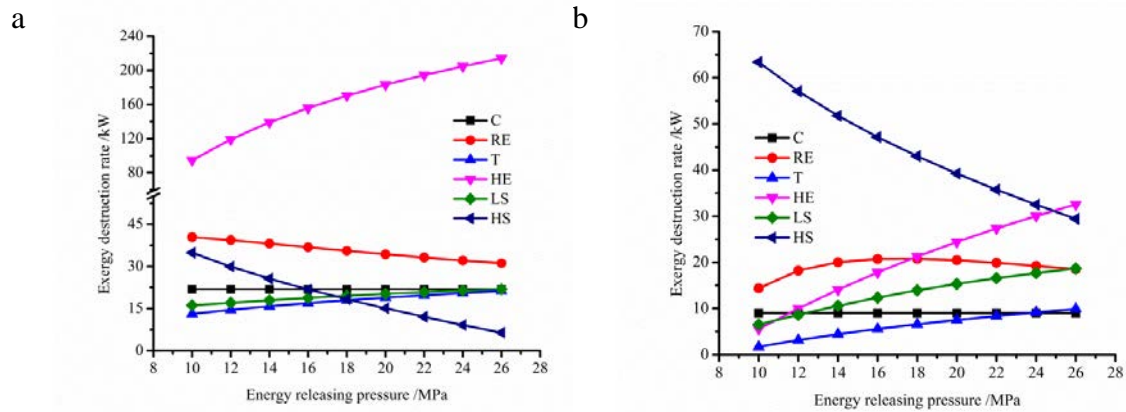 a
240
200
160
120
80
45
30
15
0
Exergy destruction rate /kW
C
RE
T
HE
LS
HS
8 10 12 14 16 18 20 22 24 26 28
Energy releasing pressure /MPa
b
70
60
50
40
30
20
10
0
Exergy destruction rate /kW
C
RE
T
HE
LS
HS
8 10 12 14 16 18 20 22 24 26 28
Energy releasing pressure /MPa